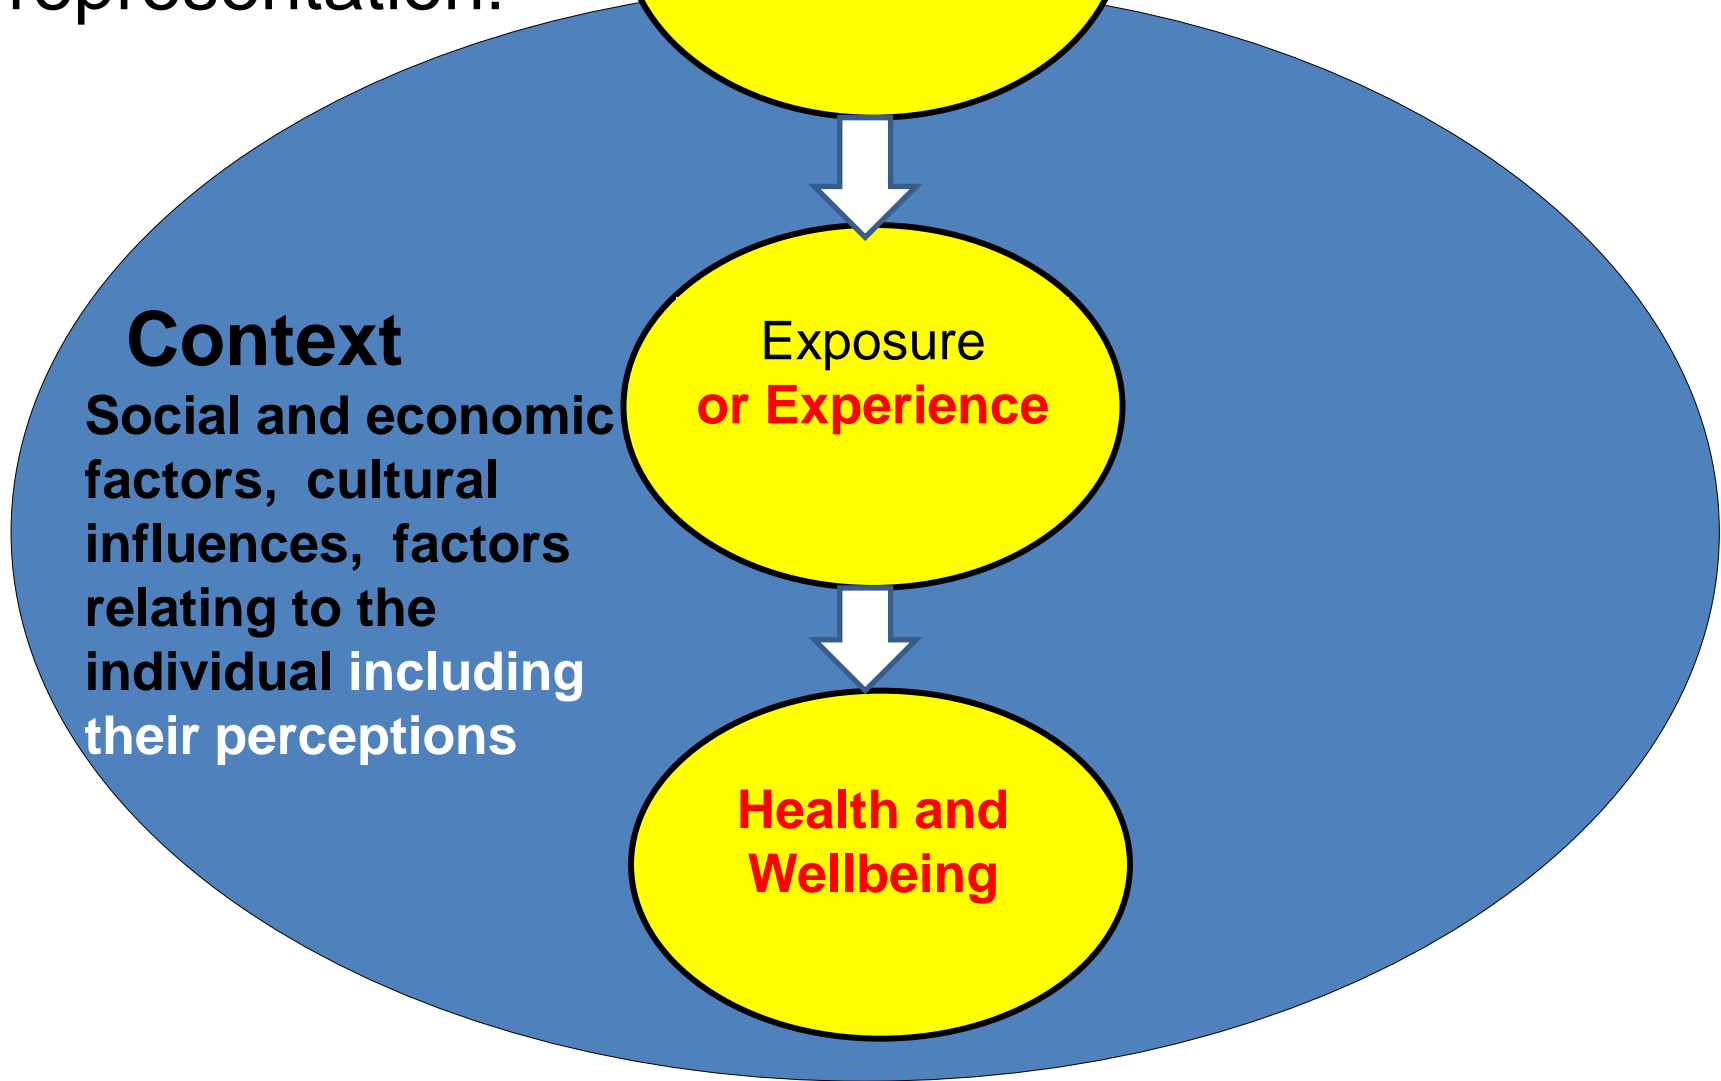 representation.
Context
Social and economic
factors, cultural
influences, factors
relating to the
individual including
their perceptions
Exposure
or Experience
Health and
Wellbeing